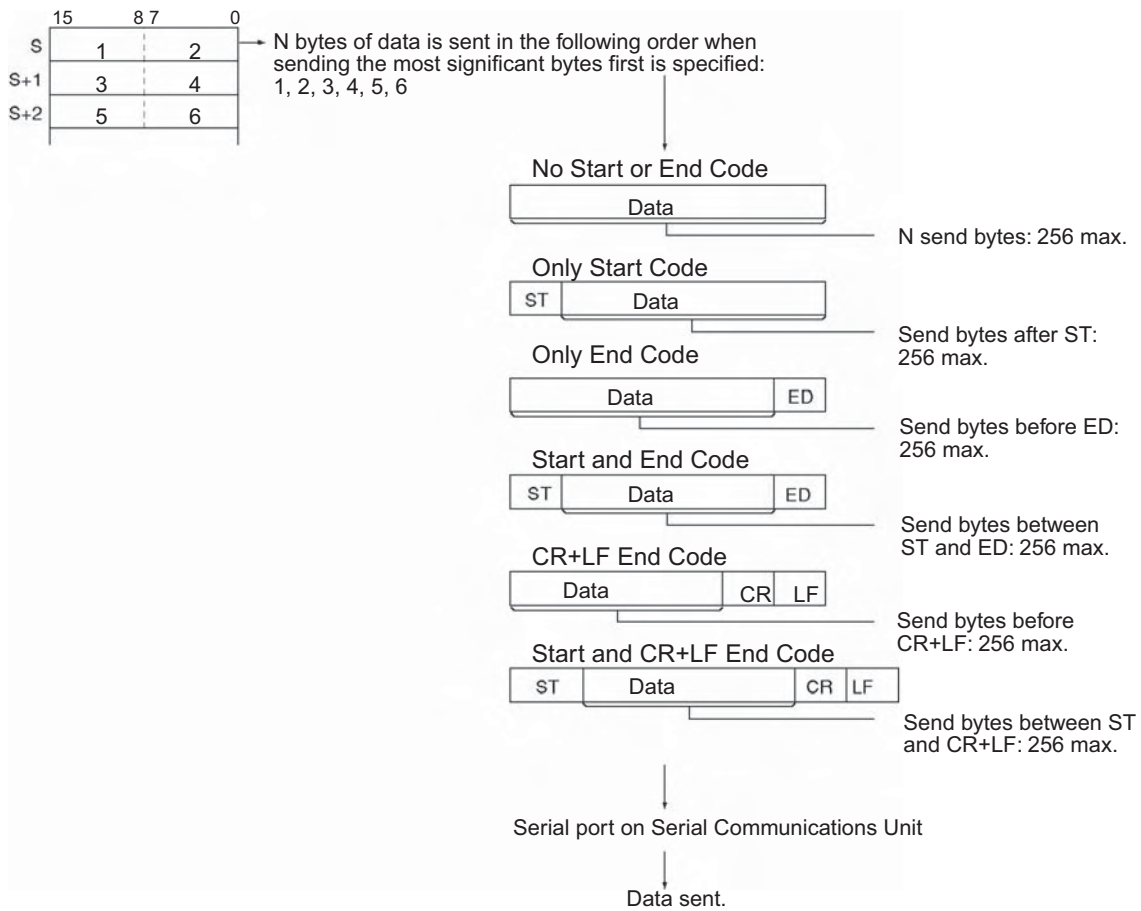 15 8 7 0
S 1 2
S+1 3 4
S+2 5 6
N bytes of data is sent in the following order when
sending the most significant bytes first is specified:
1, 2, 3, 4, 5, 6
No Start or End Code
Data
N send bytes: 256 max.
Only Start Code
ST Data
Send bytes after ST:
256 max.
Only End Code
Data ED
Send bytes before ED:
256 max.
Start and End Code
ST Data ED
Send bytes between
ST and ED: 256 max.
CR+LF End Code
Data CR LF
Send bytes before
CR+LF: 256 max.
Start and CR+LF End Code
ST Data CR LF
Send bytes between ST
and CR+LF: 256 max.
Serial port on Serial Communications Unit
Data sent.